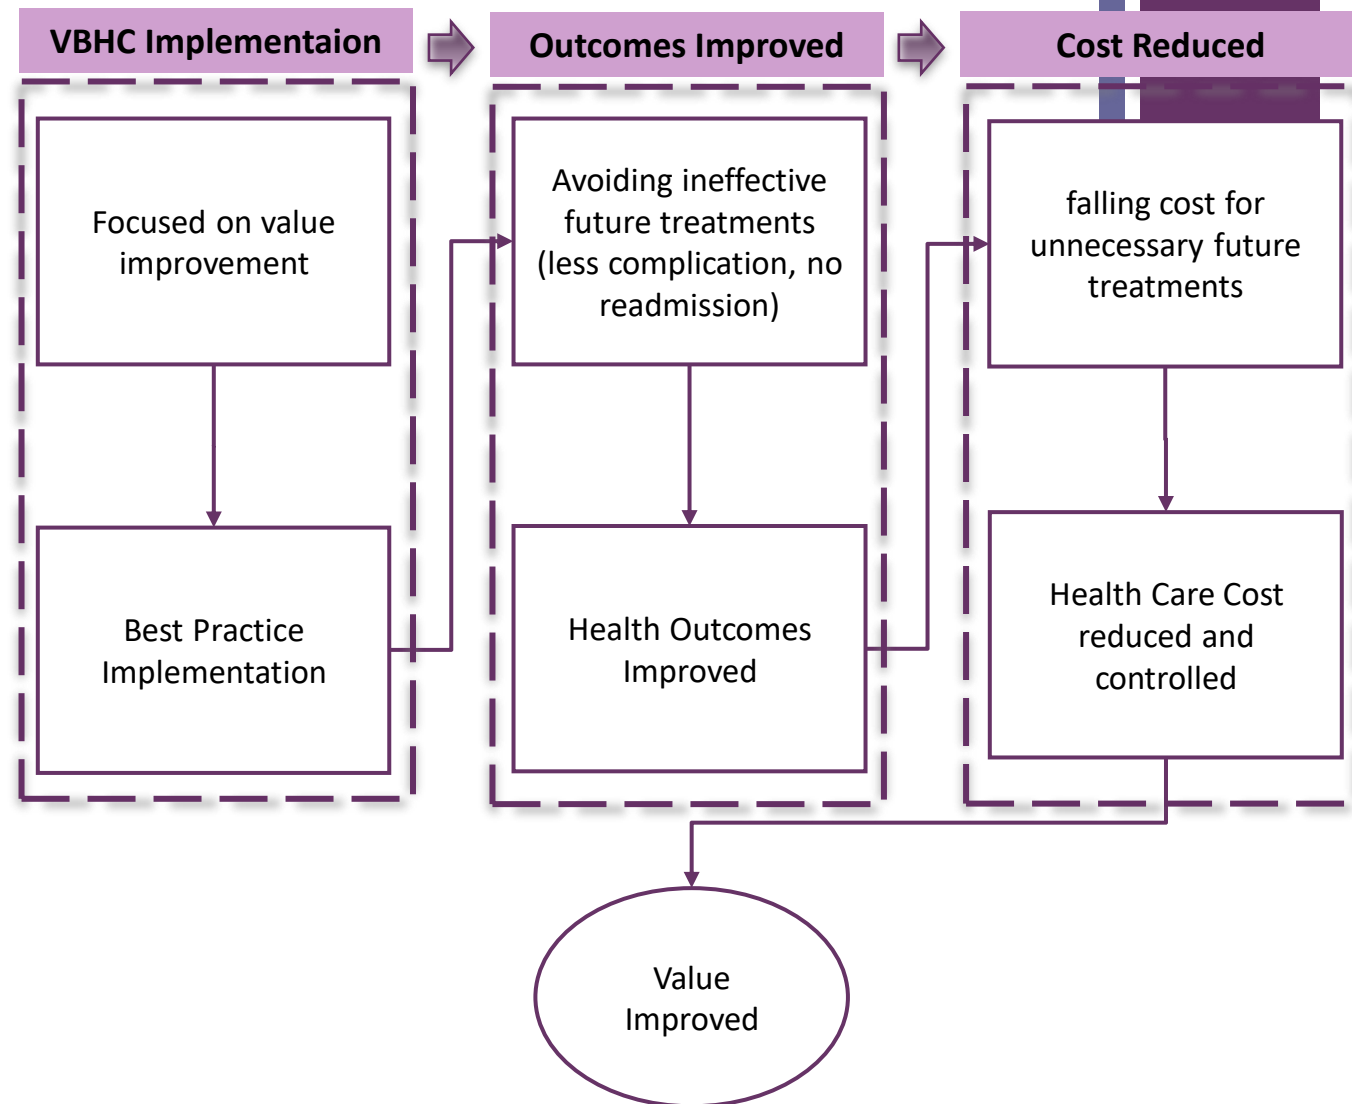 VBHC Implementaion
Outcomes Improved
Cost Reduced
Focused on value
improvement
Best Practice
Implementation
Avoiding ineffective
future treatments
(less complication, no
readmission)
Health Outcomes
Improved
falling cost for
unnecessary future
treatments
Health Care Cost
reduced and
controlled
Value
Improved